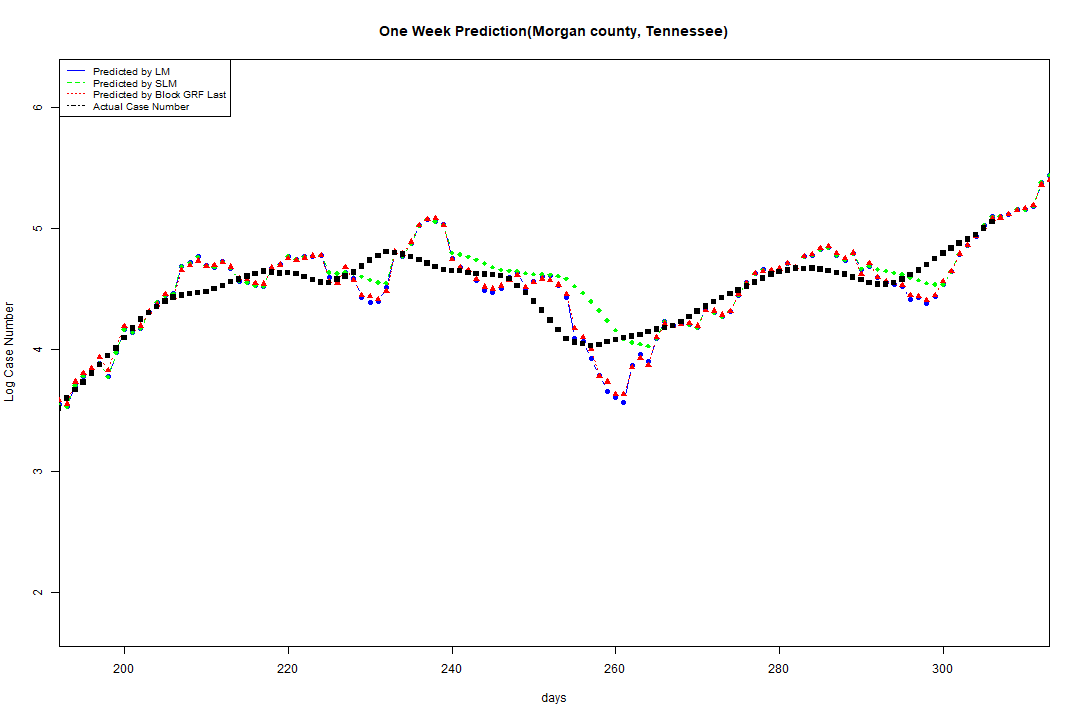 One Week Prediction(Morgan county, Tennessee)
Predicted by LM
Predicted by SLM
Predicted by Block GRF Last
Actual Case Number
6
5
4
3
2
Log Case Number
200 220 240 260 280 300
days